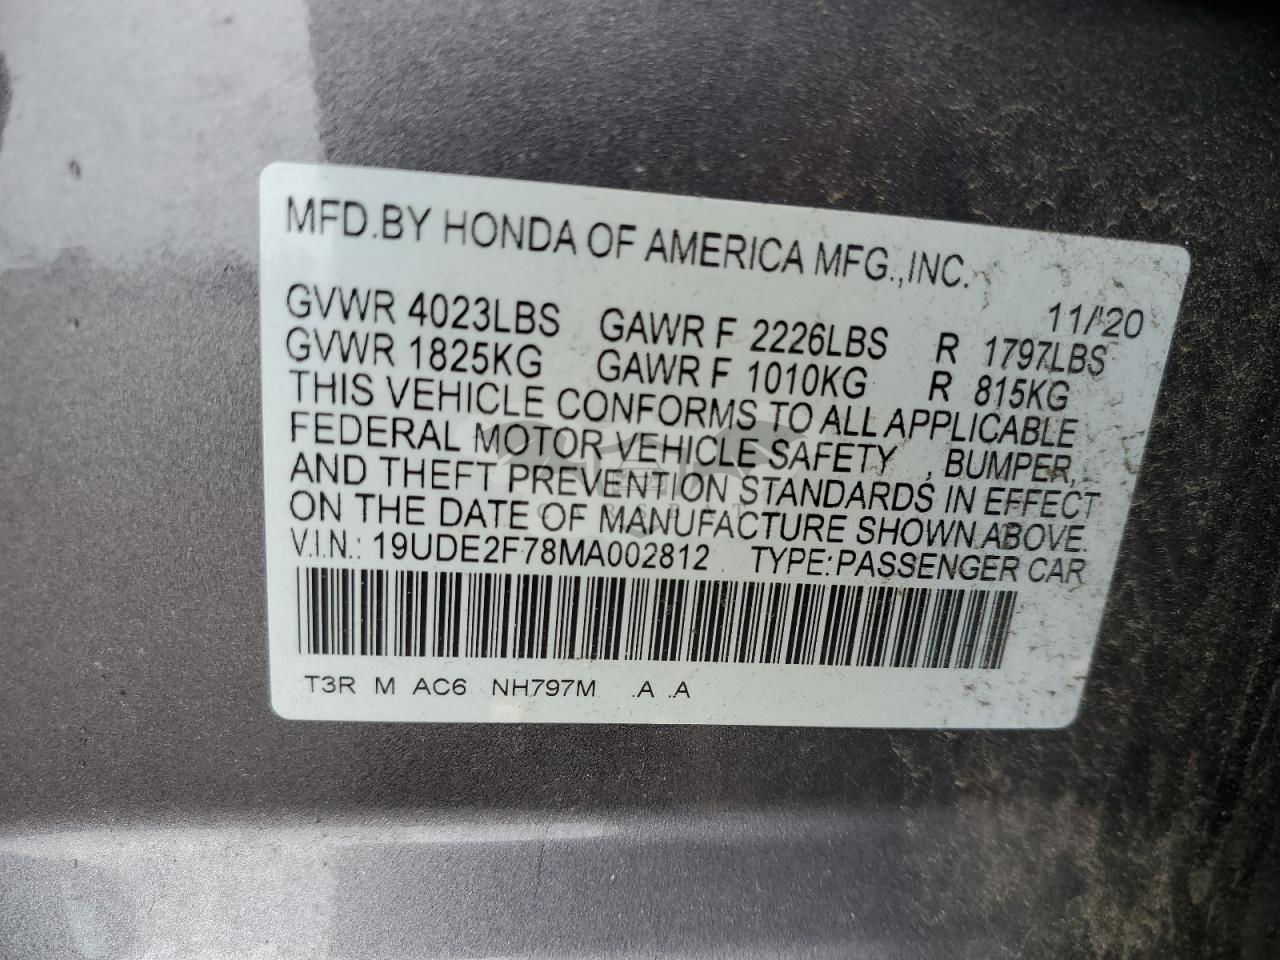 MFD.BY HONDA OF AMERICA MFG.,INC.
11/'20
GVWR 4023LBS GAWR F 2226LBS R 1797LBS
GVWR 1825KG GAWR F 1010KG R 815KG
THIS VEHICLE CONFORMS TO ALL APPLICABLE
FEDERAL MOTOR VEHICLE SAFETY , BUMPER,
AND THEFT PREVENTION STANDARDS IN EFFECT
ON THE DATE OF MANUFACTURE SHOWN ABOVE.
V.I.N.: 19UDE2F78MA002812 TYPE:PASSENGER CAR
T3R M AC6 NH797M .A .A